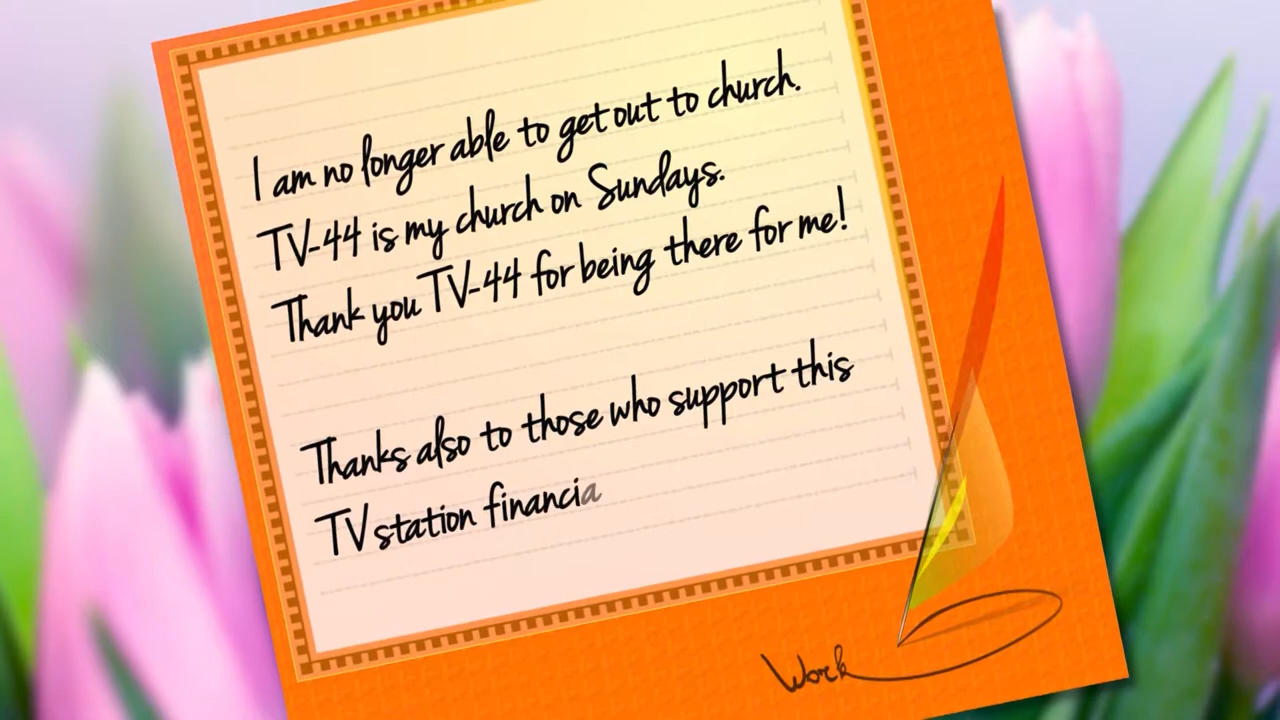 I am no longer able to get out to church.
TV-44 is my church on Sundays.
Thank you TV-44 for being there for me!
Thanks also to those who support this
TV station financia
Work